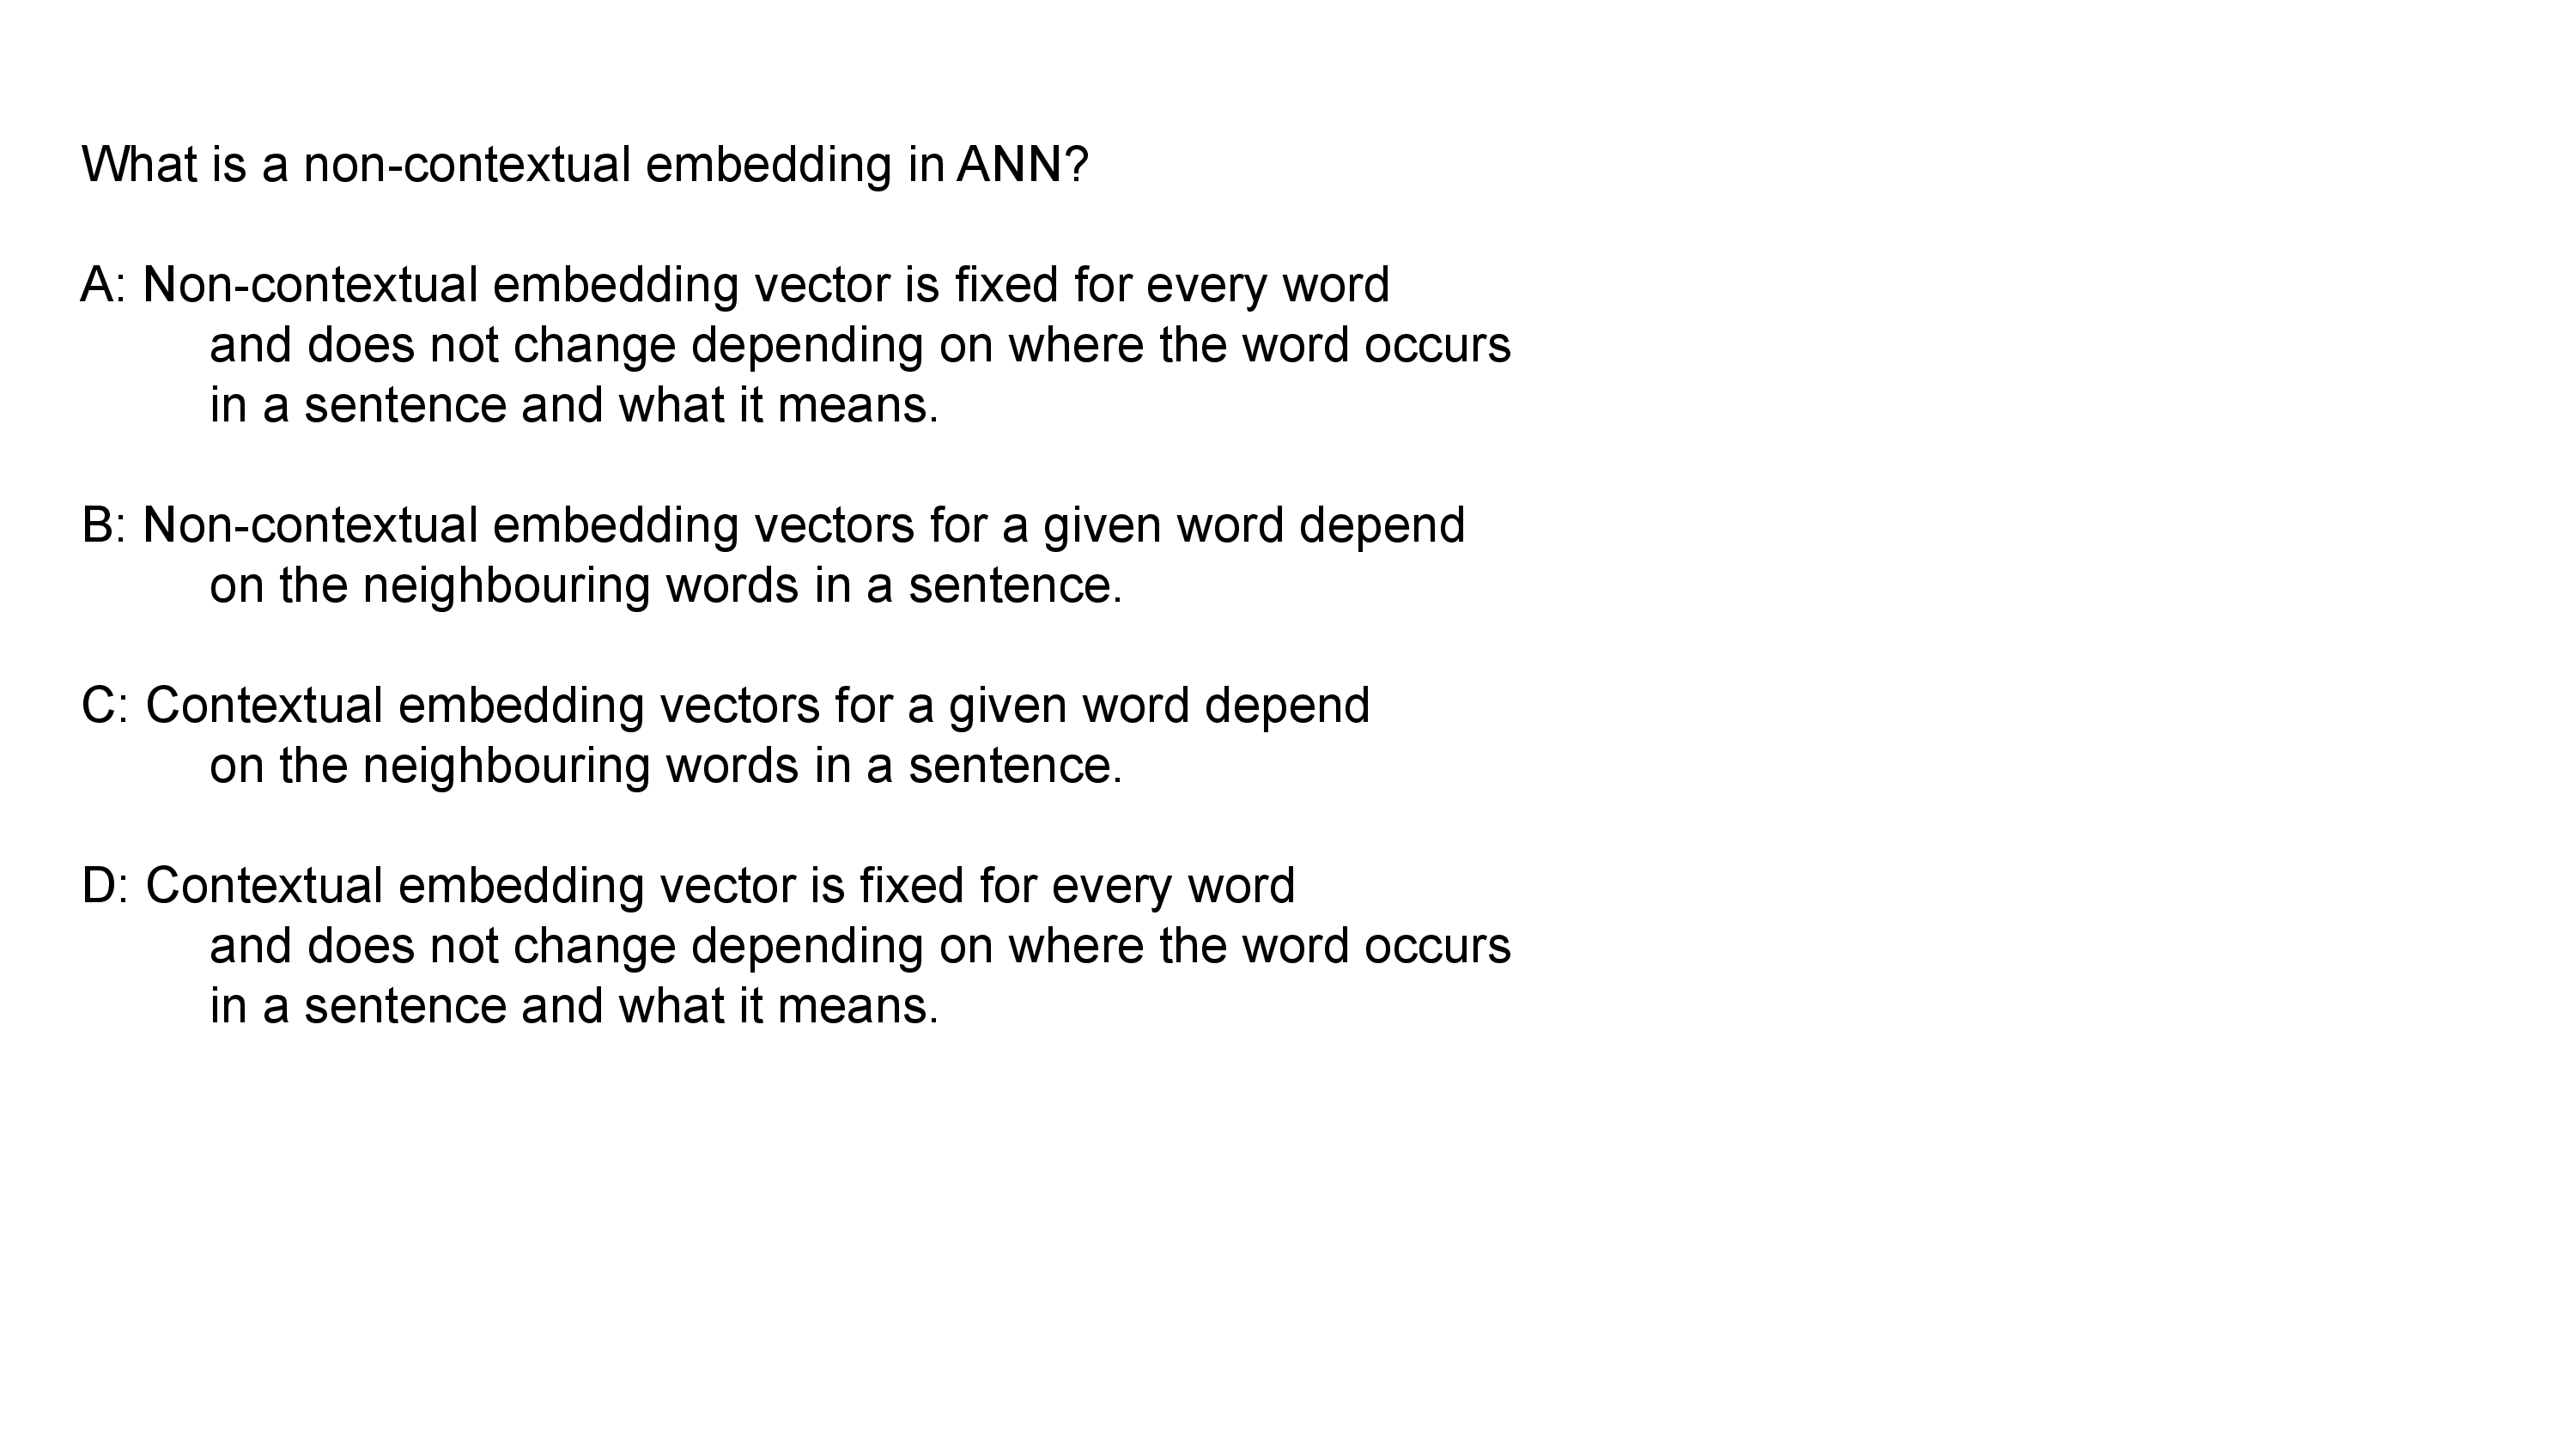 What is a non-contextual embedding in ANN?
A: Non-contextual embedding vector is fixed for every word
and does not change depending on where the word occurs
in a sentence and what it means.
B: Non-contextual embedding vectors for a given word depend
on the neighbouring words in a sentence.
C: Contextual embedding vectors for a given word depend
on the neighbouring words in a sentence.
D: Contextual embedding vector is fixed for every word
and does not change depending on where the word occurs
in a sentence and what it means.